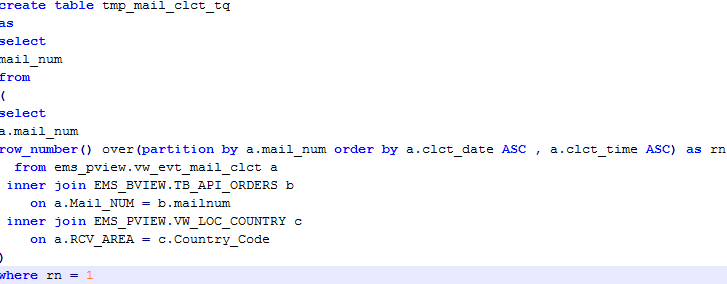 create table tmp_mail_clct_tq
as
select
mail_num
from
(
select
a.mail_num
row_number() over(partition by a.mail_num order by a.clct_date ASC , a.clct_time ASC) as rn
from ems_pview.vw_evt_mail_clct a
inner join EMS_BVIEW.TB_API_ORDERS b
on a.Mail_NUM = b.mailnum
inner join EMS_PVIEW.VW_LOC_COUNTRY c
on a.RCV_AREA = c.Country_Code
)
where rn = 1